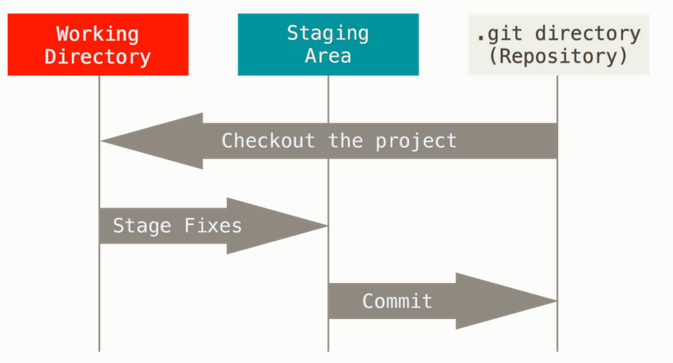 Working
Directory
Staging
Area
.git directory
(Repository)
Checkout the project
Stage Fixes
Commit